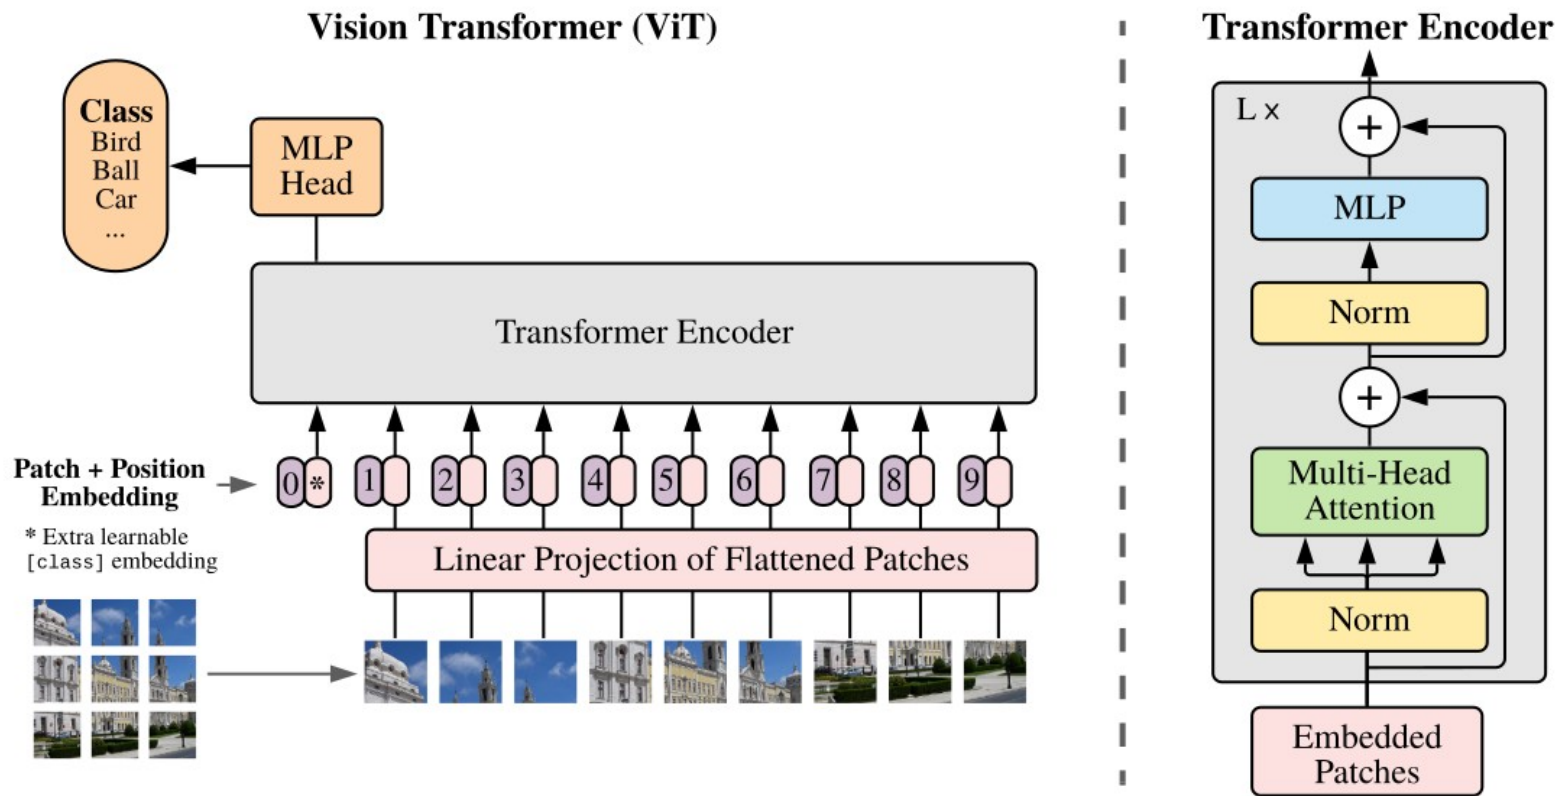 Vision Transformer (ViT)
Class
Bird
Ball
Car
...
MLP
Head
Transformer Encoder
Patch + Position
Embedding
* Extra learnable
[class] embedding
0 * 1 2 3 4 5 6 7 8 9
Linear Projection of Flattened Patches
Transformer Encoder
L x
+
MLP
Norm
+
Multi-Head
Attention
Norm
Embedded
Patches